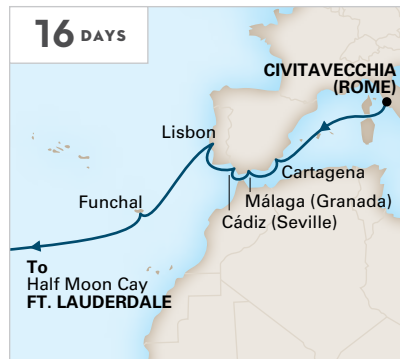 16 DAYS
CIVITAVECCHIA
(ROME)
Lisbon
Cartagena
Málaga (Granada)
Cádiz (Seville)
Funchal
To
Half Moon Cay
FT. LAUDERDALE